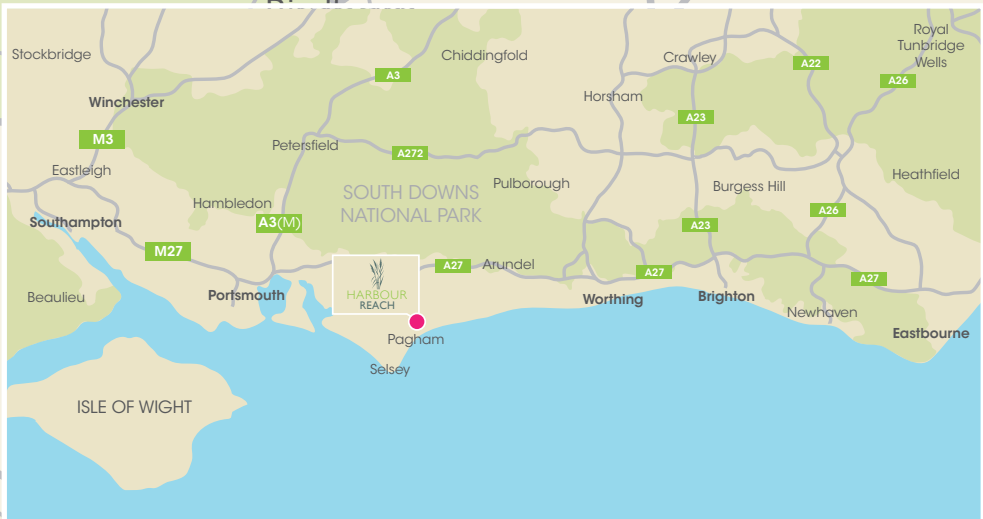 Stockbridge
Chiddingfold
Royal
Tunbridge
Wells
Crawley
A22
A3
A26
Winchester
Horsham
A23
M3
Petersfield
A272
Eastleigh
Pulborough
Burgess Hill
Heathfield
SOUTH DOWNS
NATIONAL PARK
Hambledon
A26
Southampton
A3(M)
A23
M27
A27
Arundel
A27
A27
Beaulieu
Portsmouth
HARBOUR
REACH
Worthing
Brighton
Newhaven
Pagham
Eastbourne
Selsey
ISLE OF WIGHT